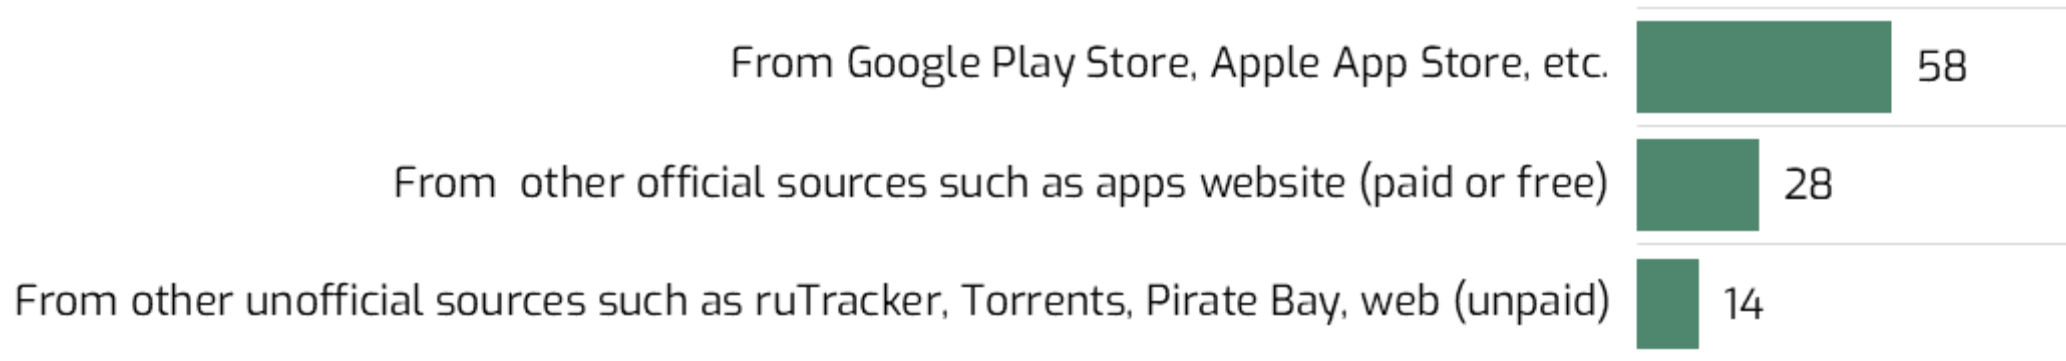 From Google Play Store, Apple App Store, etc. 58
From other official sources such as apps website (paid or free) 28
From other unofficial sources such as ruTracker, Torrents, Pirate Bay, web (unpaid) 14